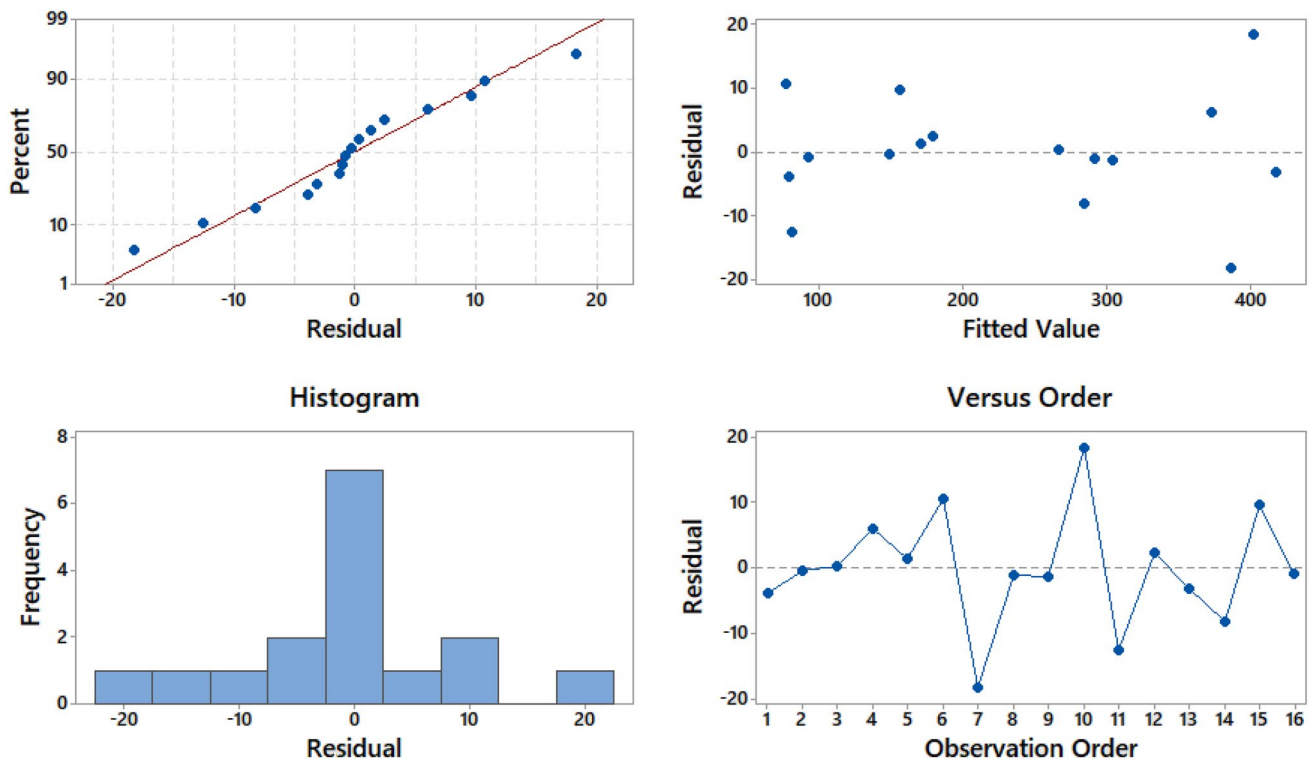 99
90
50
10
1
Percent
-20 -10 0 10 20
Residual
20
10
0
-10
-20
Residual
100 200 300 400
Fitted Value
Histogram
8
6
4
2
0
Frequency
-20 -10 0 10 20
Residual
Versus Order
20
10
0
-10
-20
Residual
1 2 3 4 5 6 7 8 9 10 11 12 13 14 15 16
Observation Order